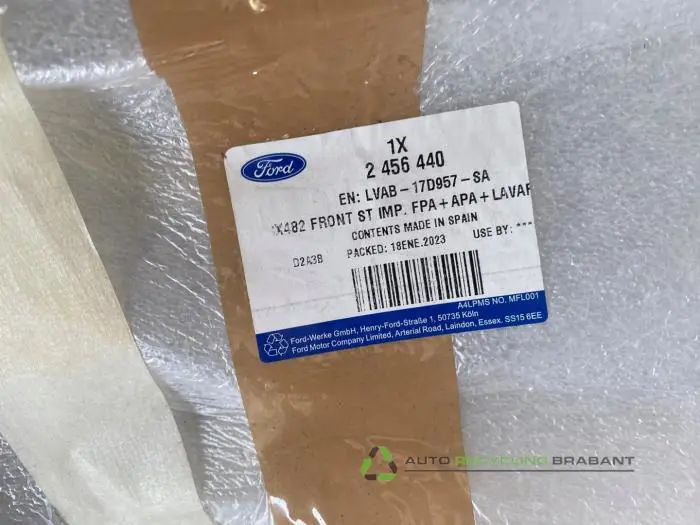 Ford
1X
2 456 440
EN: LVAB-17D957-SA
X482 FRONT ST IMP. FPA+APA+LAVAF
CONTENTS MADE IN SPAIN
D2A3B PACKED: 18ENE.2023 USE BY: ***
A4LPMS NO. MFL001
Ford-Werke GmbH, Henry-Ford-Straße 1, 50735 Köln
Ford Motor Company Limited, Arterial Road, Laindon, Essex. SS15 6EE
AUTO RECYCLING BRABANT